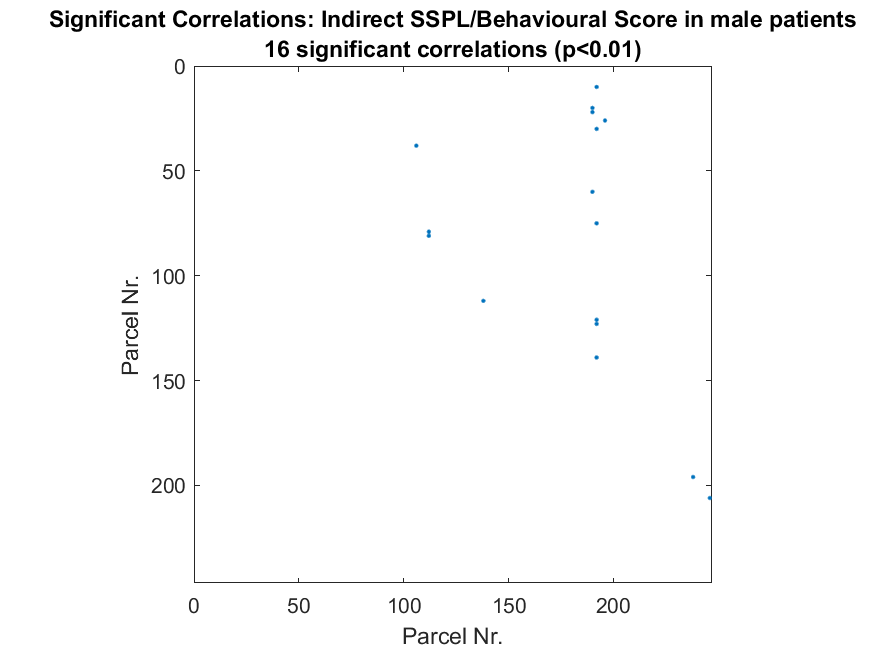 Significant Correlations: Indirect SSPL/Behavioural Score in male patients
16 significant correlations (p<0.01)
0
50
100
150
200
Parcel Nr.
0 50 100 150 200
Parcel Nr.